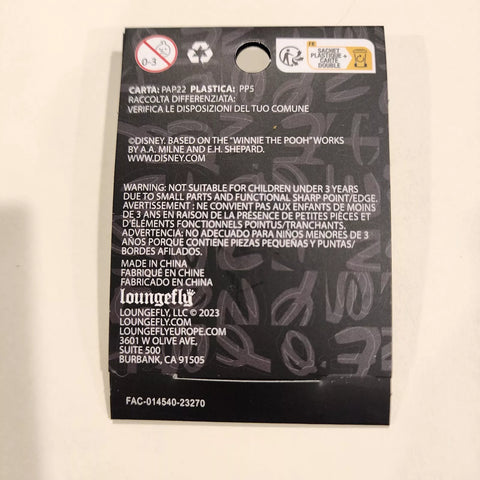 0-3
FR
SACHET
PLASTIQUE +
CARTE
DOUBLE
CARTA: PAP22 PLASTICA: PP5
RACCOLTA DIFFERENZIATA:
VERIFICA LE DISPOSIZIONI DEL TUO COMUNE
©DISNEY. BASED ON THE "WINNIE THE POOH" WORKS
BY A.A. MILNE AND E.H. SHEPARD.
WWW.DISNEY.COM
WARNING: NOT SUITABLE FOR CHILDREN UNDER 3 YEARS
DUE TO SMALL PARTS AND FUNCTIONAL SHARP POINT/EDGE.
AVERTISSEMENT : NE CONVIENT PAS AUX ENFANTS DE MOINS
DE 3 ANS EN RAISON DE LA PRÉSENCE DE PETITES PIÈCES ET
D'ÉLÉMENTS FONCTIONNELS POINTUS/TRANCHANTS.
ADVERTENCIA: NO ADECUADO PARA NIÑOS MENORES DE 3
AÑOS PORQUE CONTIENE PIEZAS PEQUEÑAS Y PUNTAS/
BORDES AFILADOS.
MADE IN CHINA
FABRIQUÉ EN CHINE
FABRICADO EN CHINA
loungefly
LOUNGEFLY, LLC © 2023
LOUNGEFLY.COM
LOUNGEFLYEUROPE.COM
3601 W OLIVE AVE.
SUITE 500
BURBANK, CA 91505
FAC-014540-23270